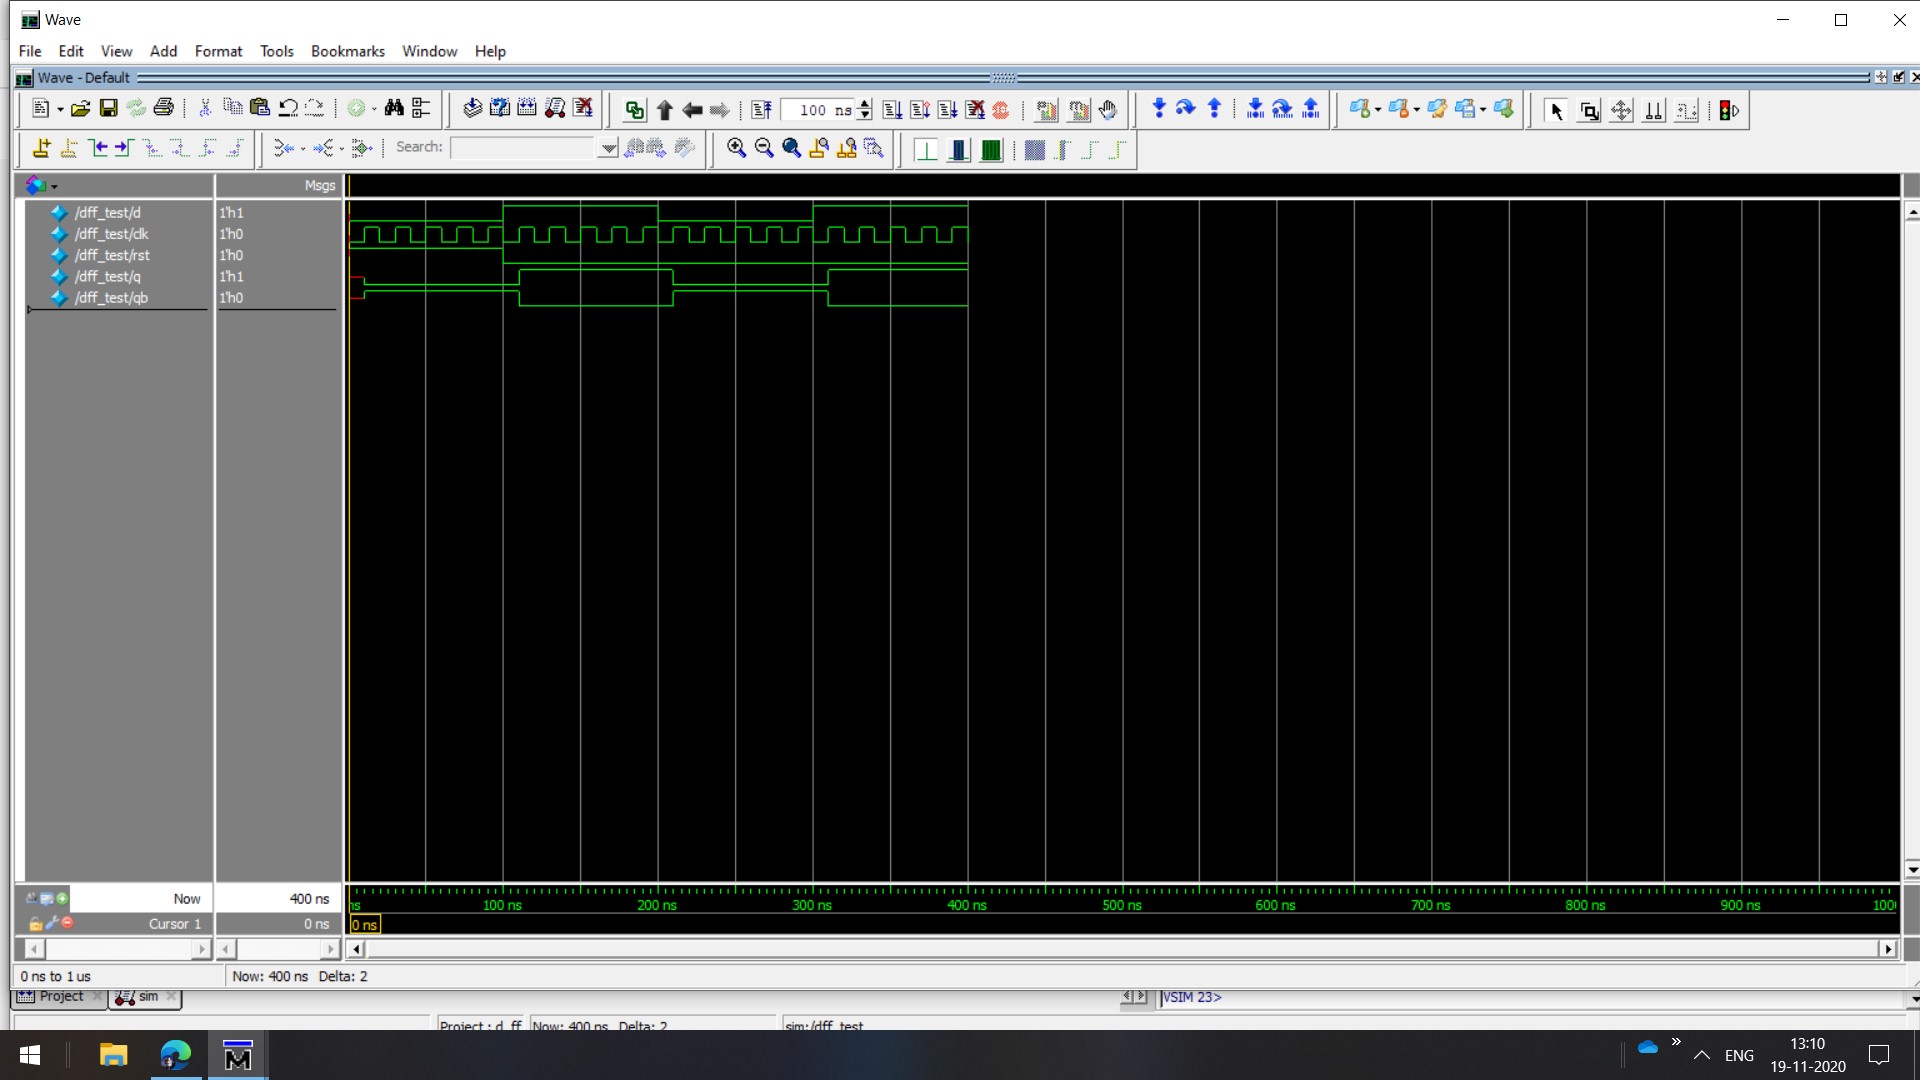 Wave
File Edit View Add Format Tools Bookmarks Window Help
Wave - Default
100 ns
Search:
Msgs
/dff_test/d 1'h1
/dff_test/clk 1'h0
/dff_test/rst 1'h0
/dff_test/q 1'h1
/dff_test/qb 1'h0
Now 400 ns
ns 100 ns 200 ns 300 ns 400 ns 500 ns 600 ns 700 ns 800 ns 900 ns 100
Cursor 1 0 ns 0 ns
0 ns to 1 us Now: 400 ns Delta: 2
Project sim VSIM 23>
Project : d_ff Now: 400 ns Delta: 2 sim:/dff_test
ENG 13:10
19-11-2020